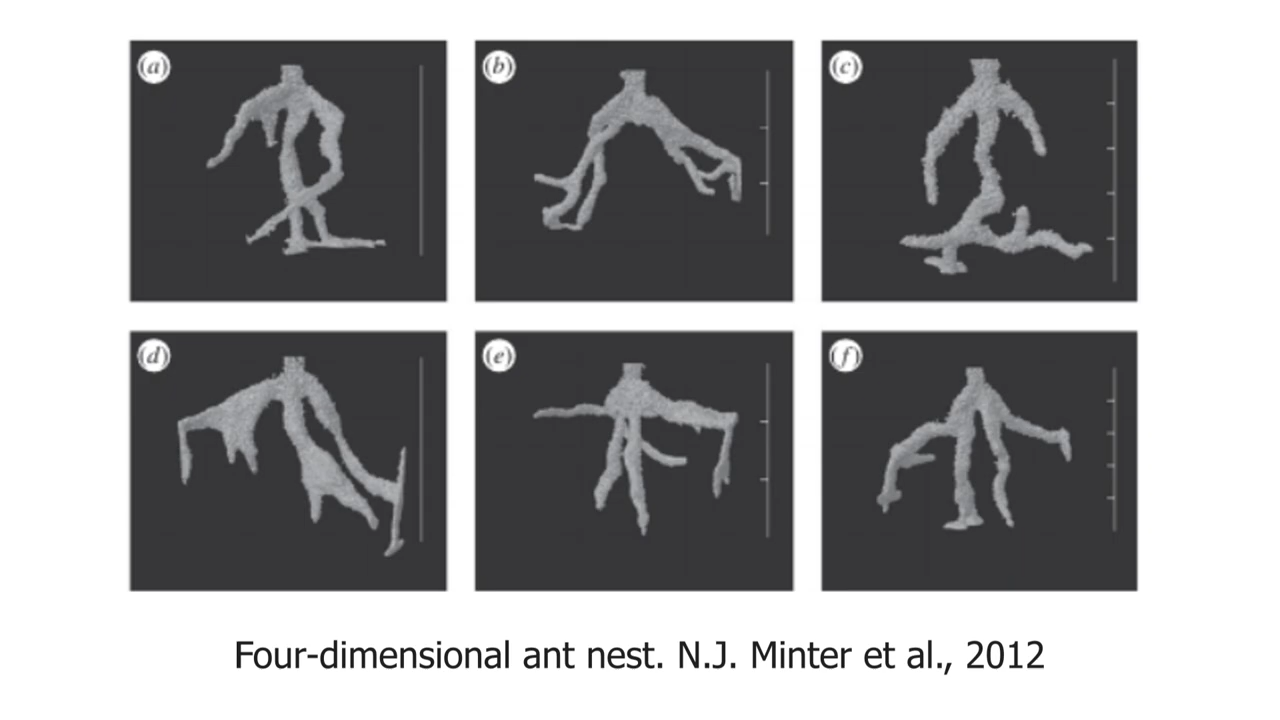 (a)
(b)
(c)
(d)
(e)
(f)
Four-dimensional ant nest. N.J. Minter et al., 2012